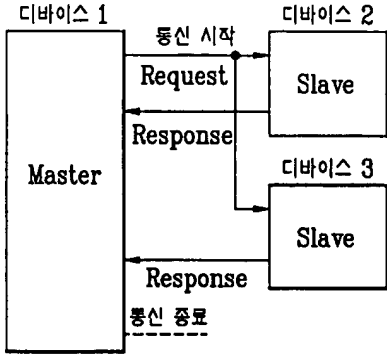 디바이스 1
디바이스 2
통신 시작
Request
Slave
Response
Master
디바이스 3
Slave
Response
통신 종료